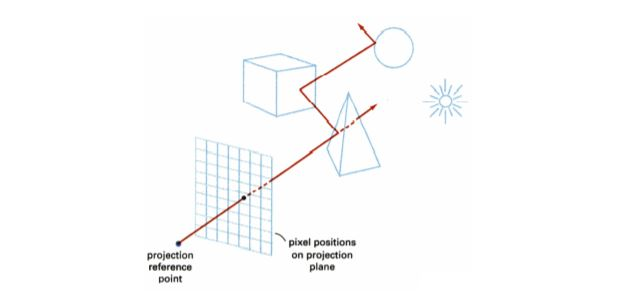 projection
reference
point
pixel positions
on projection
plane